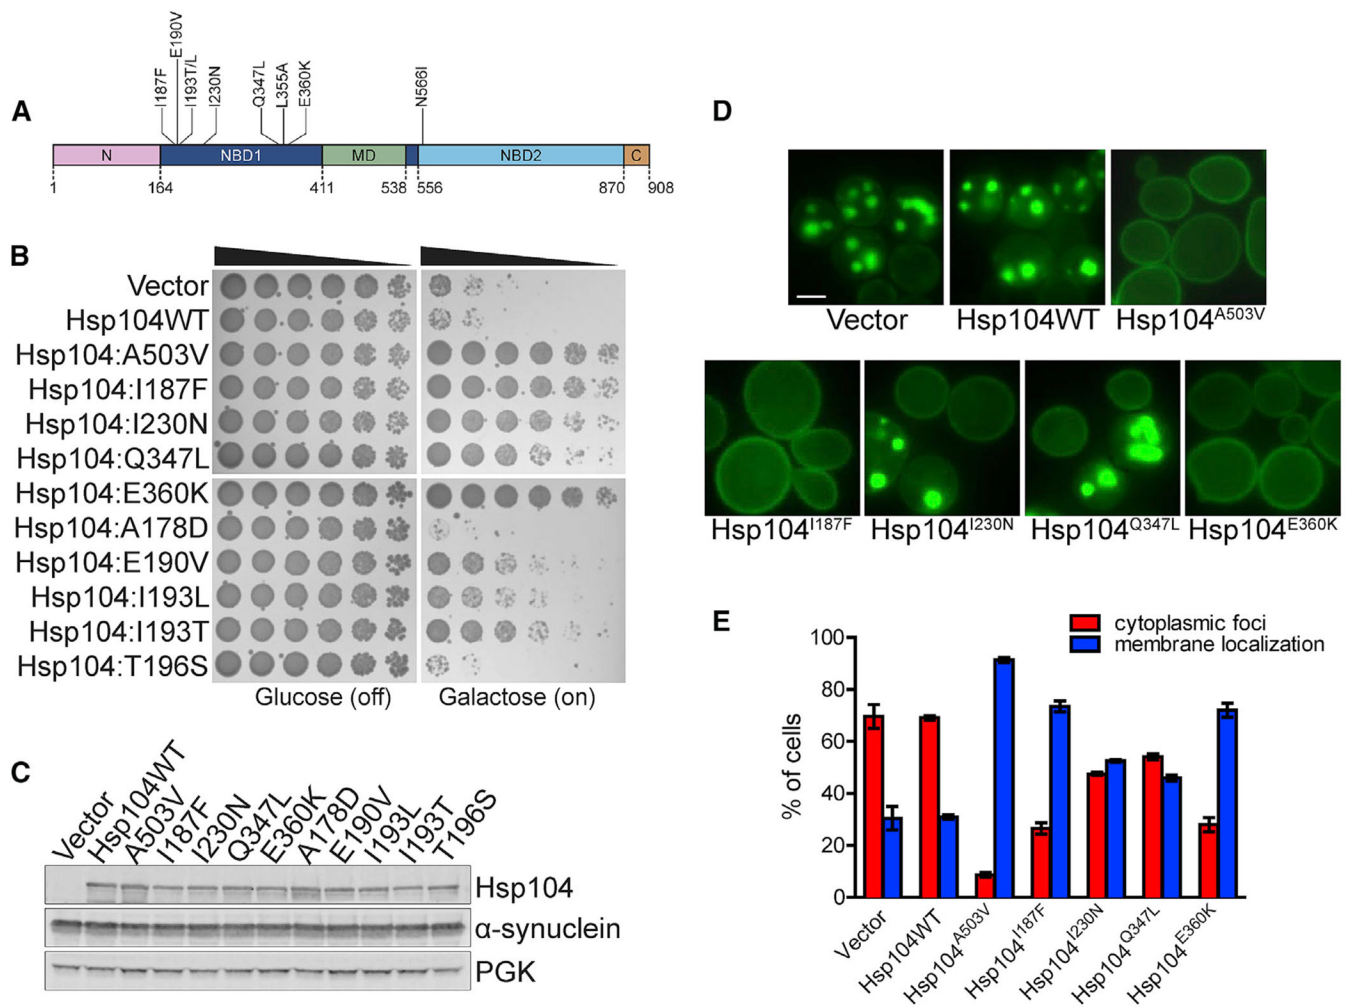 A
I187F
E190V
I193T/L
I230N
Q347L
L355A
E360K
N566I
N NBD1 MD NBD2 C
1 164 411 538 556 870 908
B
Vector
Hsp104WT
Hsp104:A503V
Hsp104:I187F
Hsp104:I230N
Hsp104:Q347L
Hsp104:E360K
Hsp104:A178D
Hsp104:E190V
Hsp104:I193L
Hsp104:I193T
Hsp104:T196S
Glucose (off) Galactose (on)
C
Vector
Hsp104WT
A503V
I187F
I230N
Q347L
E360K
A178D
E190V
I193L
I193T
T196S
Hsp104
α-synuclein
PGK
D
Vector Hsp104WT Hsp104A503V
Hsp104I187F Hsp104I230N Hsp104Q347L Hsp104E360K
E
cytoplasmic foci
membrane localization
% of cells
100
80
60
40
20
0
Vector
Hsp104WT
Hsp104A503V
Hsp104I187F
Hsp104I230N
Hsp104Q347L
Hsp104E360K